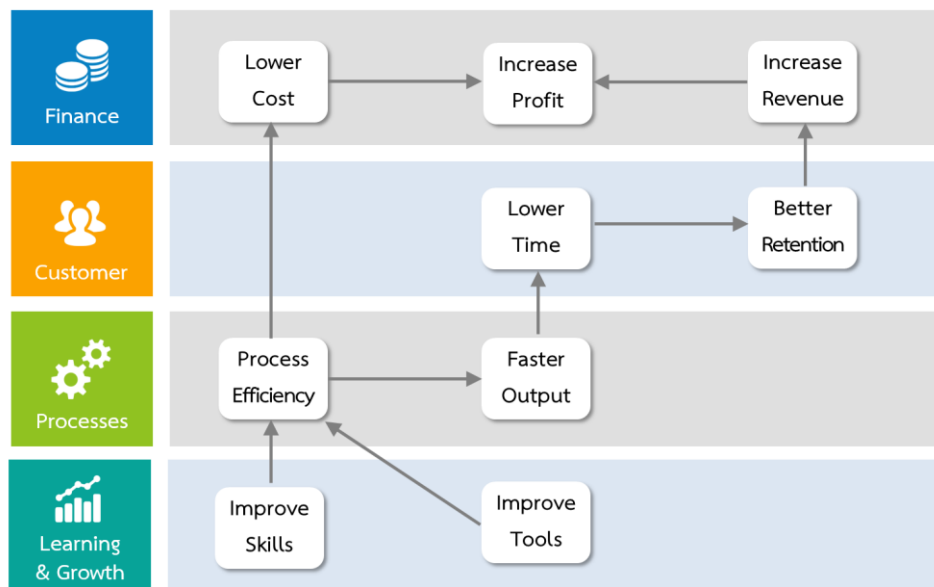 Finance
Lower
Cost
Increase
Profit
Increase
Revenue
Customer
Lower
Time
Better
Retention
Processes
Process
Efficiency
Faster
Output
Learning
& Growth
Improve
Skills
Improve
Tools